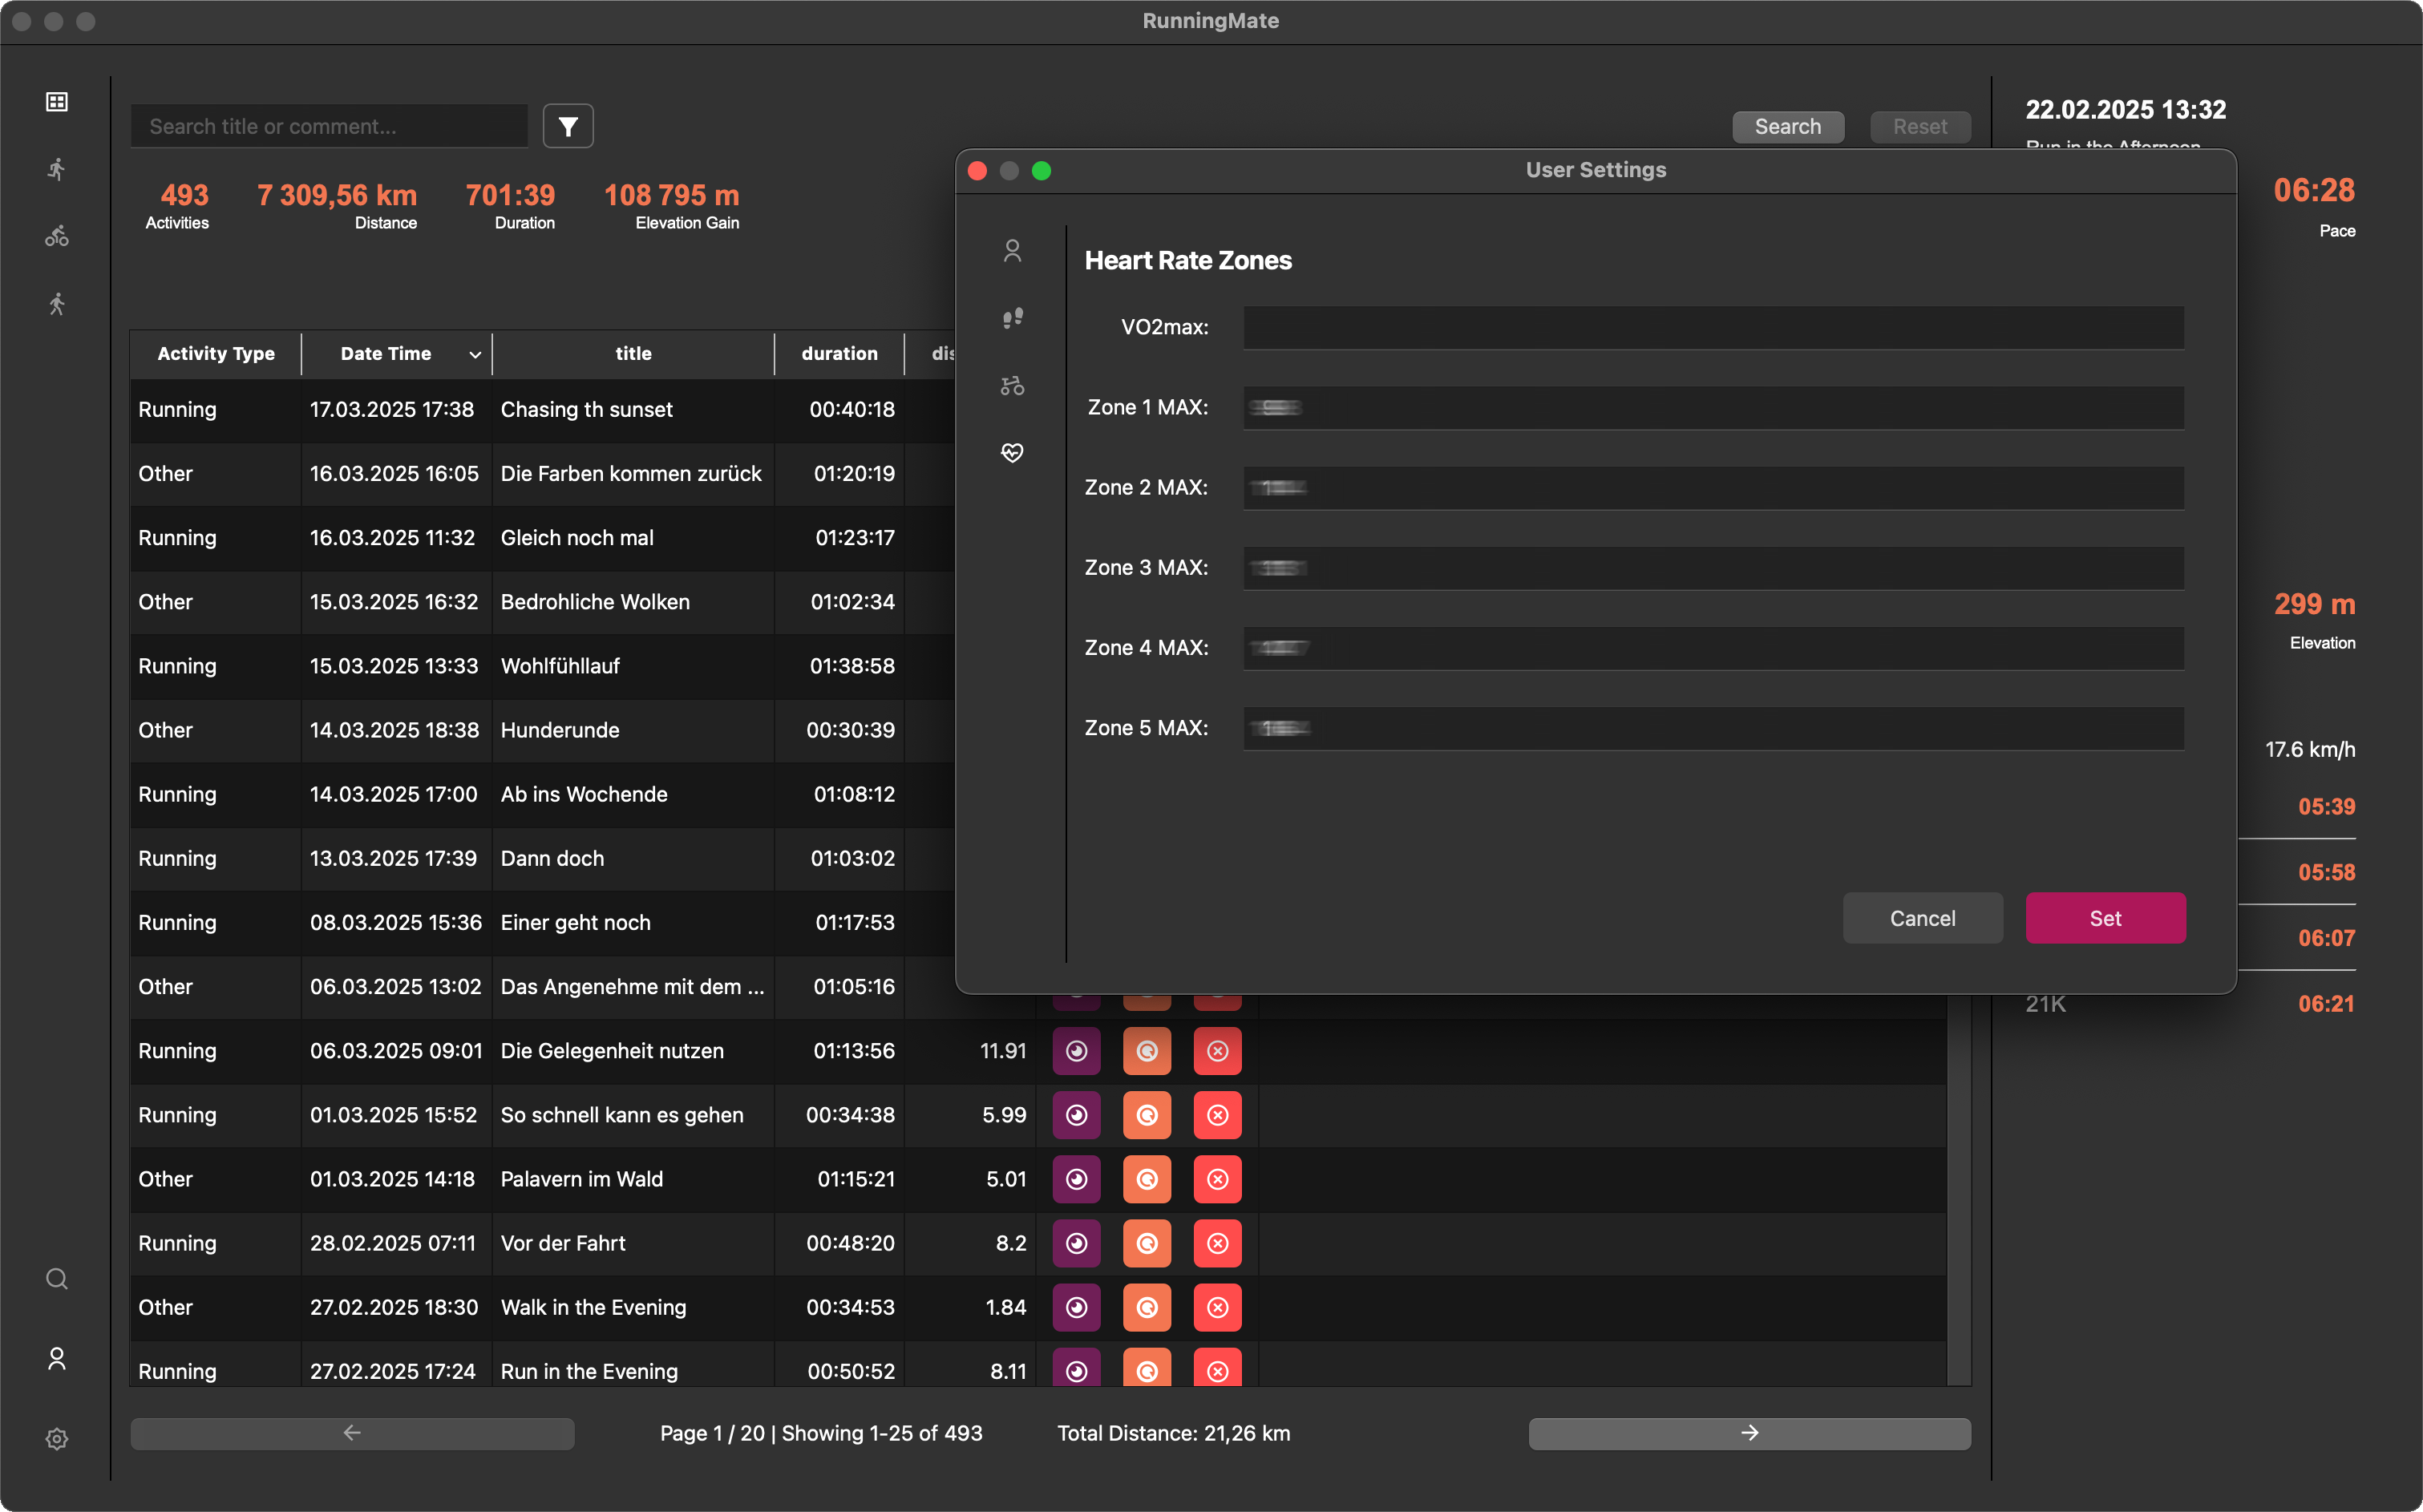 RunningMate
Search title or comment...
Search
Reset
493
Activities
7 309,56 km
Distance
701:39
Duration
108 795 m
Elevation Gain
Activity Type Date Time title duration
Running 17.03.2025 17:38 Chasing th sunset 00:40:18
Other 16.03.2025 16:05 Die Farben kommen zurück 01:20:19
Running 16.03.2025 11:32 Gleich noch mal 01:23:17
Other 15.03.2025 16:32 Bedrohliche Wolken 01:02:34
Running 15.03.2025 13:33 Wohlfühllauf 01:38:58
Other 14.03.2025 18:38 Hunderunde 00:30:39
Running 14.03.2025 17:00 Ab ins Wochende 01:08:12
Running 13.03.2025 17:39 Dann doch 01:03:02
Running 08.03.2025 15:36 Einer geht noch 01:17:53
Other 06.03.2025 13:02 Das Angenehme mit dem ... 01:05:16
Running 06.03.2025 09:01 Die Gelegenheit nutzen 01:13:56 11.91
Running 01.03.2025 15:52 So schnell kann es gehen 00:34:38 5.99
Other 01.03.2025 14:18 Palavern im Wald 01:15:21 5.01
Running 28.02.2025 07:11 Vor der Fahrt 00:48:20 8.2
Other 27.02.2025 18:30 Walk in the Evening 00:34:53 1.84
Running 27.02.2025 17:24 Run in the Evening 00:50:52 8.11
Page 1 / 20 | Showing 1-25 of 493
Total Distance: 21,26 km
User Settings
Heart Rate Zones
VO2max:
Zone 1 MAX:
Zone 2 MAX:
Zone 3 MAX:
Zone 4 MAX:
Zone 5 MAX:
Cancel
Set
22.02.2025 13:32
Run in the Afternoon
06:28
Pace
299 m
Elevation
17.6 km/h
05:39
05:58
06:07
21K 06:21